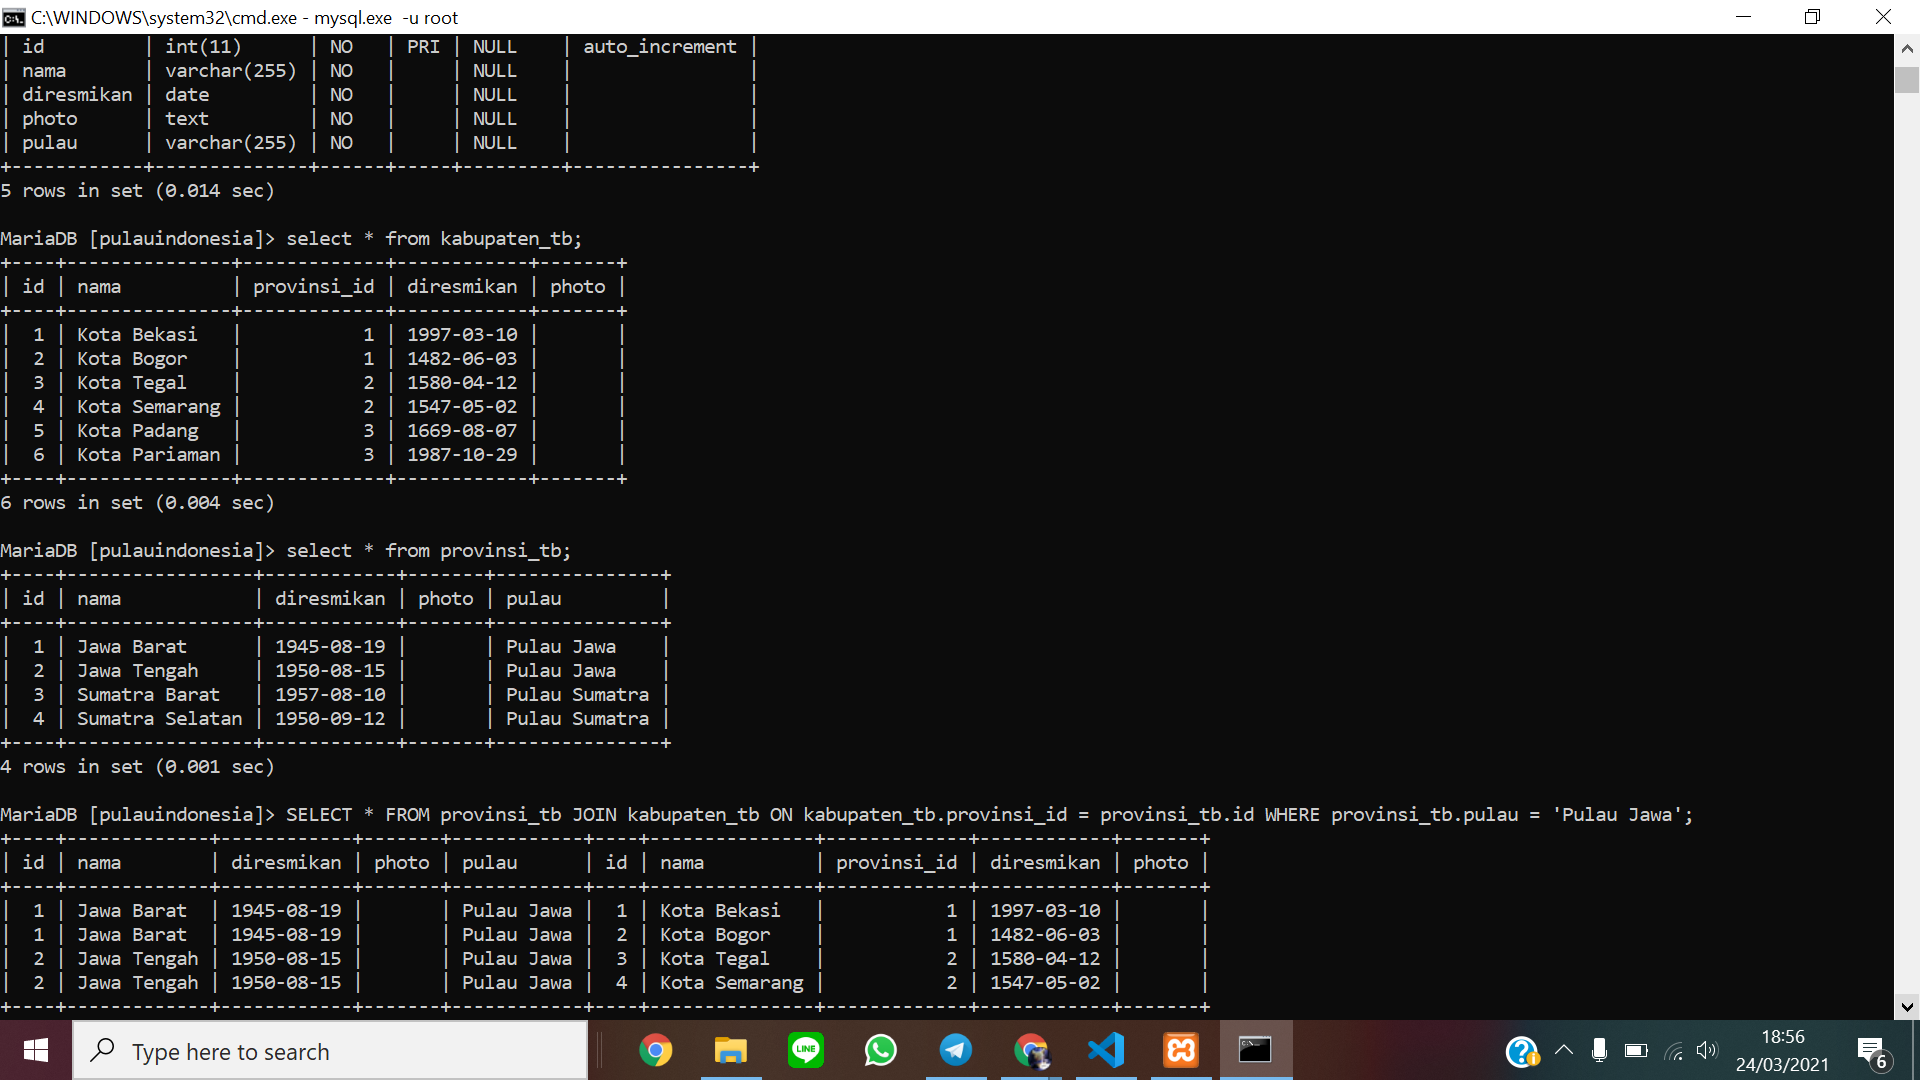 C:\WINDOWS\system32\cmd.exe - mysql.exe  -u root
| id         | int(11)      | NO   | PRI | NULL    | auto_increment |
| nama       | varchar(255) | NO   |     | NULL    |                |
| diresmikan | date         | NO   |     | NULL    |                |
| photo      | text         | NO   |     | NULL    |                |
| pulau      | varchar(255) | NO   |     | NULL    |                |
+------------+--------------+------+-----+---------+----------------+
5 rows in set (0.014 sec)
MariaDB [pulauindonesia]> select * from kabupaten_tb;
+----+---------------+-------------+------------+-------+
| id | nama          | provinsi_id | diresmikan | photo |
+----+---------------+-------------+------------+-------+
|  1 | Kota Bekasi   |           1 | 1997-03-10 |       |
|  2 | Kota Bogor    |           1 | 1482-06-03 |       |
|  3 | Kota Tegal    |           2 | 1580-04-12 |       |
|  4 | Kota Semarang |           2 | 1547-05-02 |       |
|  5 | Kota Padang   |           3 | 1669-08-07 |       |
|  6 | Kota Pariaman |           3 | 1987-10-29 |       |
+----+---------------+-------------+------------+-------+
6 rows in set (0.004 sec)
MariaDB [pulauindonesia]> select * from provinsi_tb;
+----+-----------------+------------+-------+---------------+
| id | nama            | diresmikan | photo | pulau         |
+----+-----------------+------------+-------+---------------+
|  1 | Jawa Barat      | 1945-08-19 |       | Pulau Jawa    |
|  2 | Jawa Tengah     | 1950-08-15 |       | Pulau Jawa    |
|  3 | Sumatra Barat   | 1957-08-10 |       | Pulau Sumatra |
|  4 | Sumatra Selatan | 1950-09-12 |       | Pulau Sumatra |
+----+-----------------+------------+-------+---------------+
4 rows in set (0.001 sec)
MariaDB [pulauindonesia]> SELECT * FROM provinsi_tb JOIN kabupaten_tb ON kabupaten_tb.provinsi_id = provinsi_tb.id WHERE provinsi_tb.pulau = 'Pulau Jawa';
+----+-------------+------------+-------+------------+----+---------------+-------------+------------+-------+
| id | nama        | diresmikan | photo | pulau      | id | nama          | provinsi_id | diresmikan | photo |
+----+-------------+------------+-------+------------+----+---------------+-------------+------------+-------+
|  1 | Jawa Barat  | 1945-08-19 |       | Pulau Jawa |  1 | Kota Bekasi   |           1 | 1997-03-10 |       |
|  1 | Jawa Barat  | 1945-08-19 |       | Pulau Jawa |  2 | Kota Bogor    |           1 | 1482-06-03 |       |
|  2 | Jawa Tengah | 1950-08-15 |       | Pulau Jawa |  3 | Kota Tegal    |           2 | 1580-04-12 |       |
|  2 | Jawa Tengah | 1950-08-15 |       | Pulau Jawa |  4 | Kota Semarang |           2 | 1547-05-02 |       |
+----+-------------+------------+-------+------------+----+---------------+-------------+------------+-------+
Type here to search
LINE
18:56
24/03/2021
6